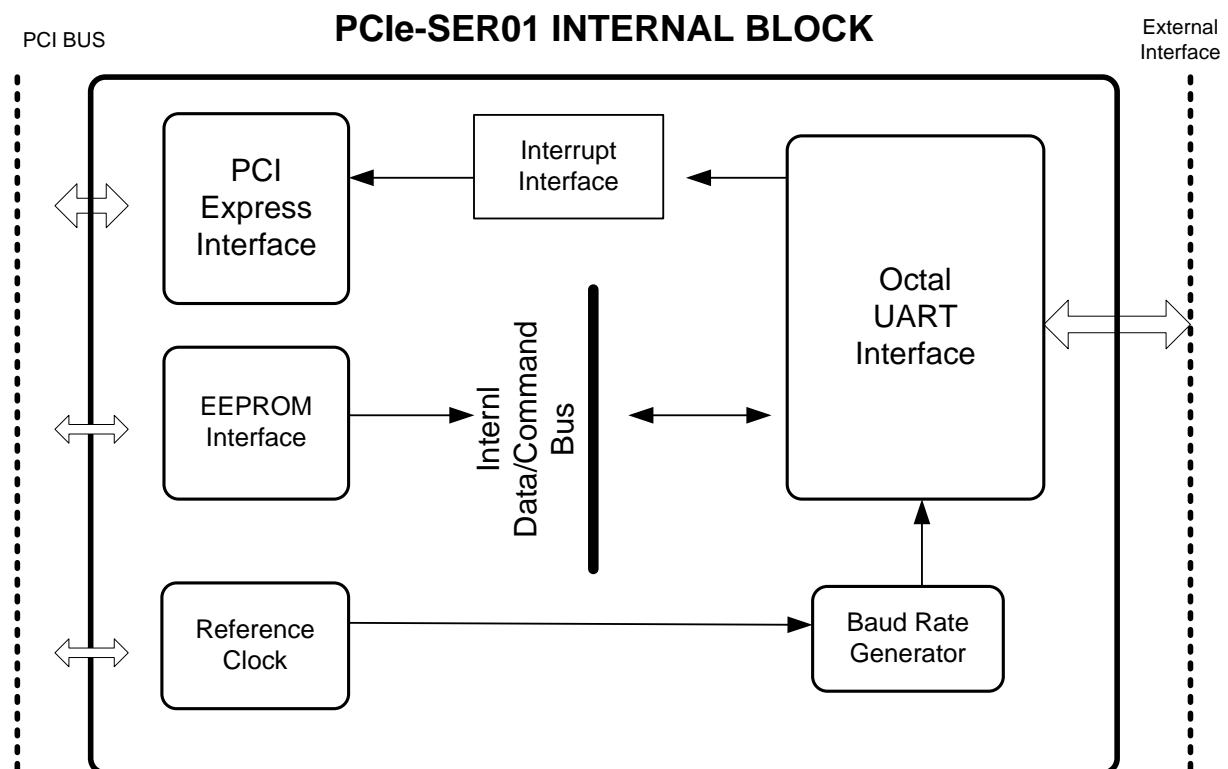 PCIe-SER01 INTERNAL BLOCK
PCI BUS
External
Interface
PCI
Express
Interface
Interrupt
Interface
Octal
UART
Interface
EEPROM
Interface
Internl
Data/Command
Bus
Reference
Clock
Baud Rate
Generator